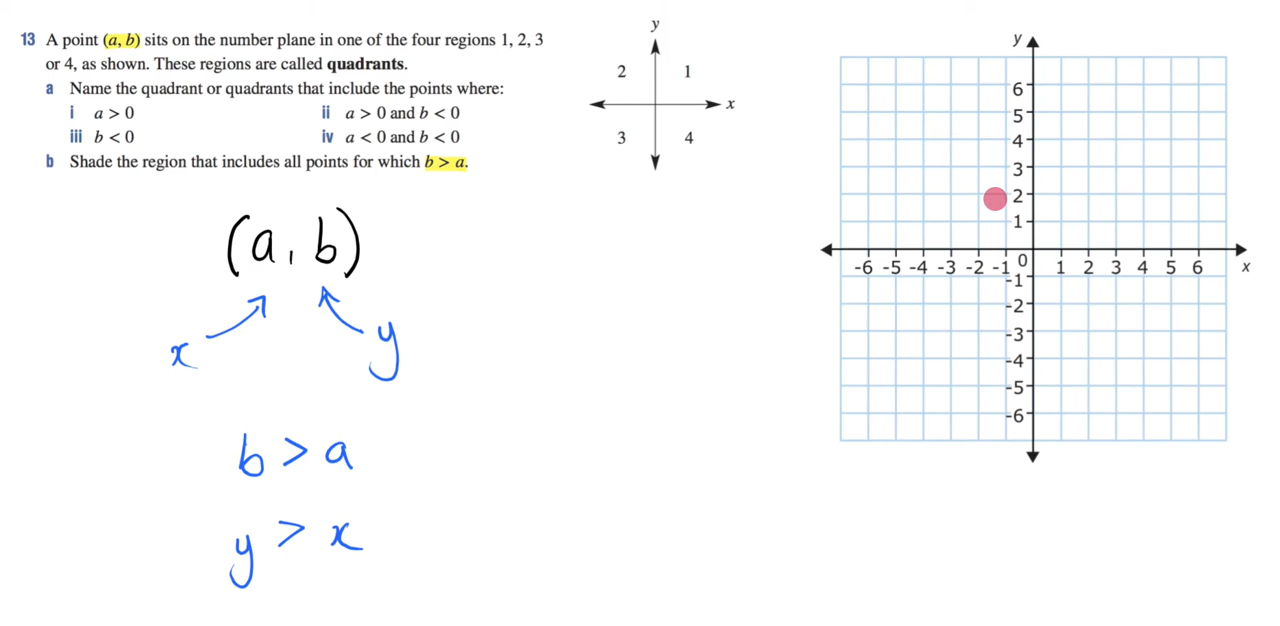 13 A point (a, b) sits on the number plane in one of the four regions 1, 2, 3
or 4, as shown. These regions are called quadrants.
a Name the quadrant or quadrants that include the points where:
i a > 0
ii a > 0 and b < 0
iii b < 0
iv a < 0 and b < 0
b Shade the region that includes all points for which b > a.
y
2 1
x
3 4
(a, b)
x y
b > a
y > x
y
6
5
4
3
2
1
-6 -5 -4 -3 -2 -1 0 1 2 3 4 5 6 x
-1
-2
-3
-4
-5
-6